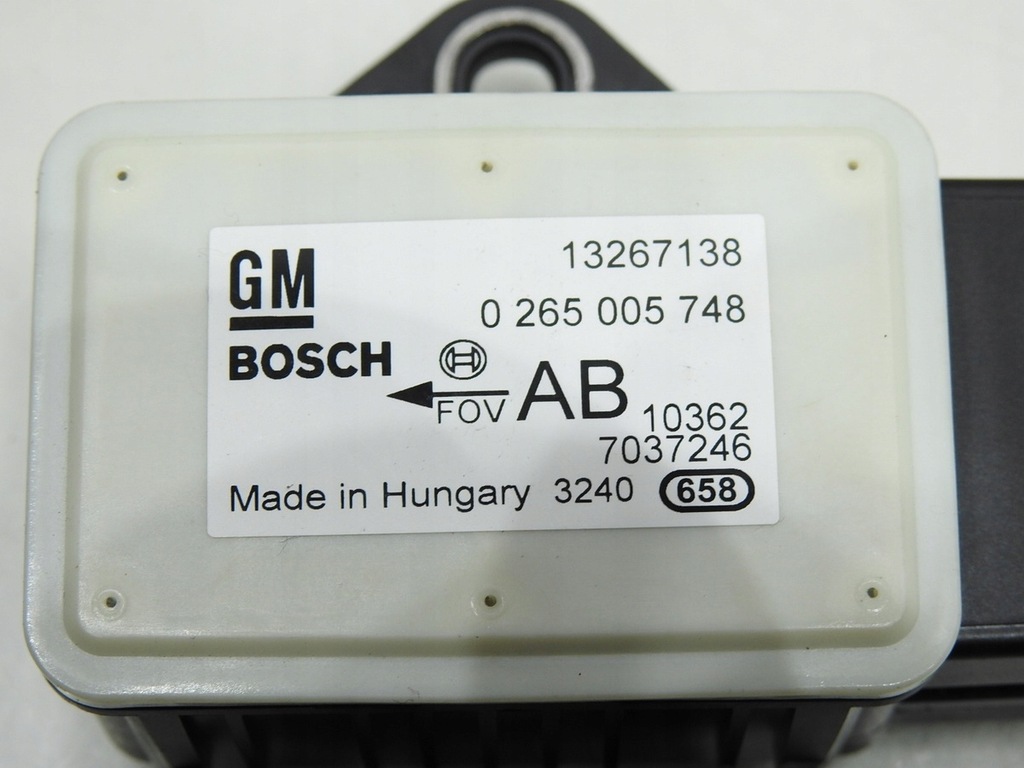 GM
13267138
0 265 005 748
BOSCH
FOV AB
10362
7037246
Made in Hungary 3240 658